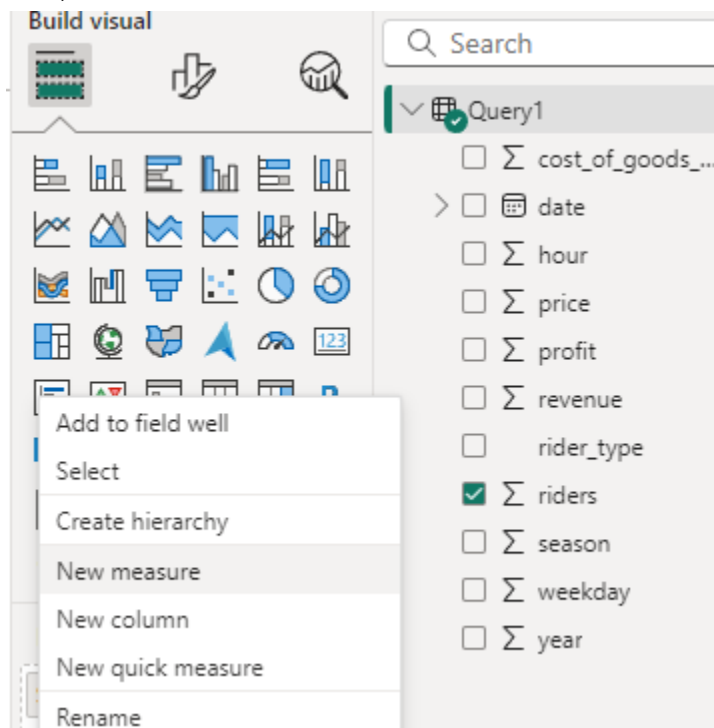 Build visual
Search
Query1
cost_of_goods_...
date
hour
price
profit
revenue
rider_type
riders
season
weekday
year
123
Add to field well
Select
Create hierarchy
New measure
New column
New quick measure
Rename